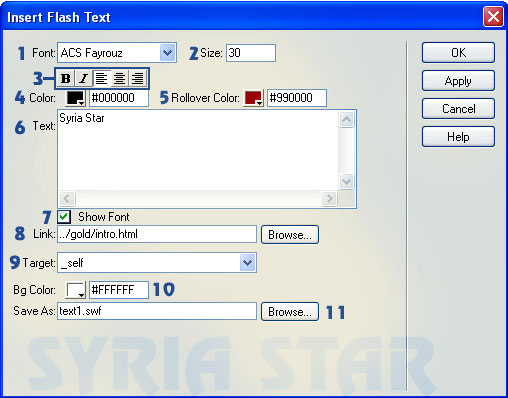 Insert Flash Text
1 Font: ACS Fayrouz 2 Size: 30 OK
3 B I Apply
4 Color: #000000 5 Rollover Color: #990000 Cancel
6 Text: Syria Star Help
7 Show Font
8 Link: ../gold/intro.html Browse...
9 Target: _self
Bg Color: #FFFFFF 10
Save As: text1.swf Browse... 11
SYRIA STAR